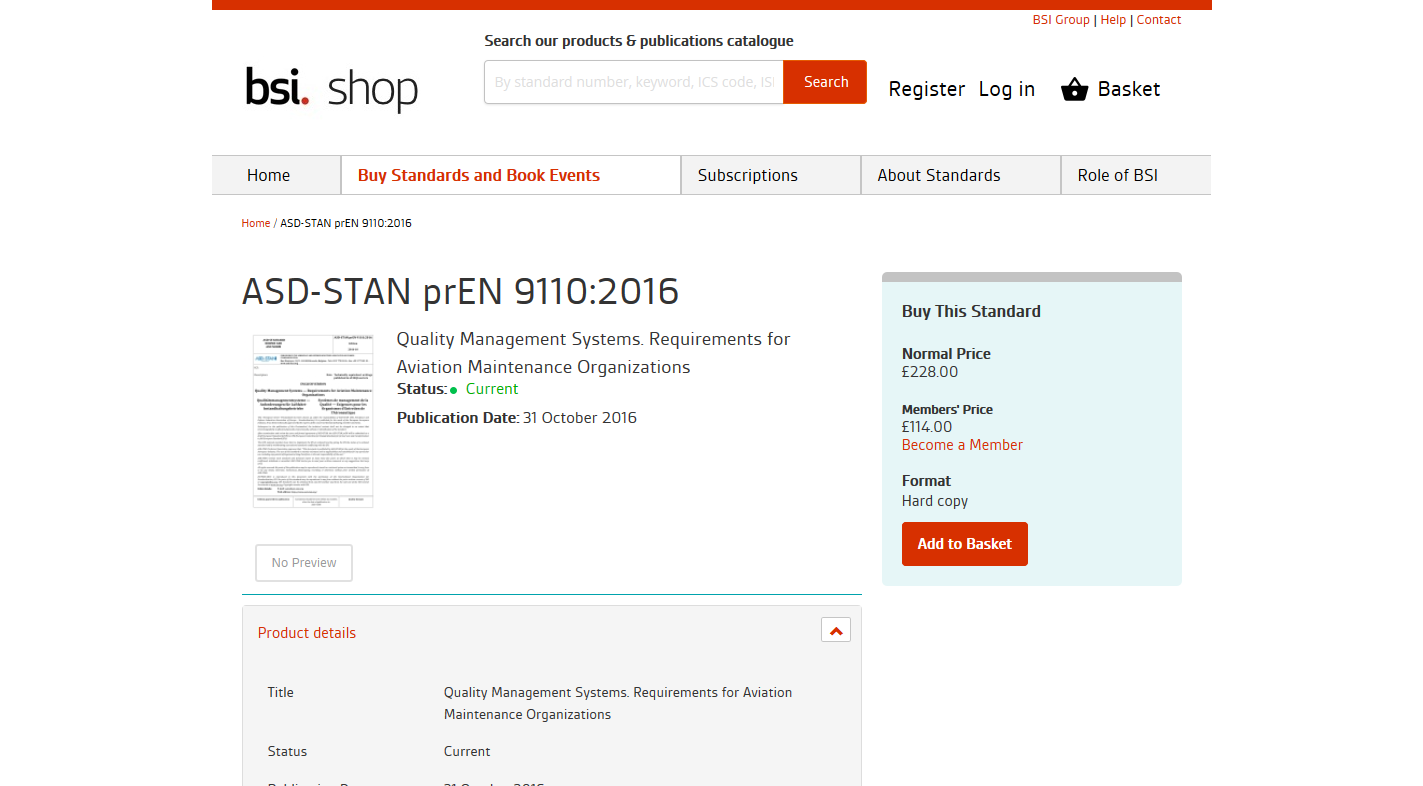 BSI Group | Help | Contact
Search our products & publications catalogue
bsi. shop
By standard number, keyword, ICS code, ISI
Search
Register Log in Basket
Home
Buy Standards and Book Events
Subscriptions
About Standards
Role of BSI
Home / ASD-STAN prEN 9110:2016
ASD-STAN prEN 9110:2016
Quality Management Systems. Requirements for
Aviation Maintenance Organizations
Status: Current
Publication Date: 31 October 2016
No Preview
Buy This Standard
Normal Price
£228.00
Members' Price
£114.00
Become a Member
Format
Hard copy
Add to Basket
Product details
Title
Quality Management Systems. Requirements for Aviation
Maintenance Organizations
Status
Current